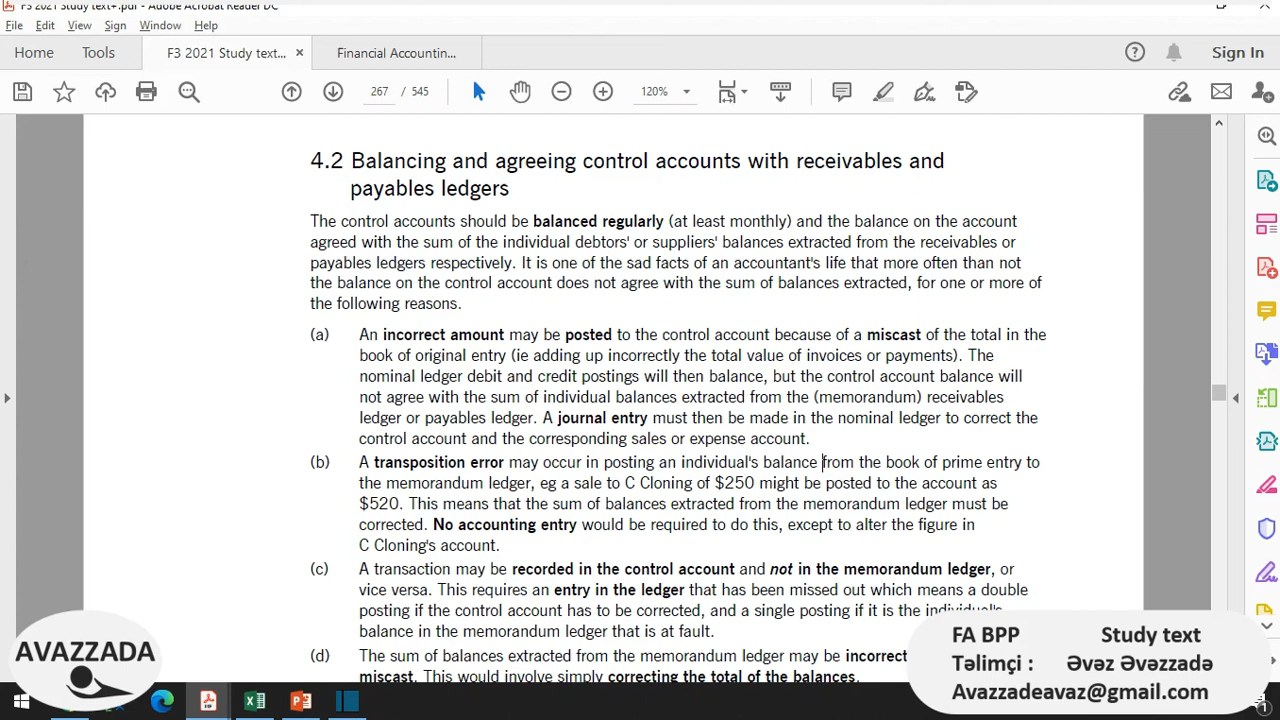 F3 2021 Study text+.pdf - Adobe Acrobat Reader DC
File Edit View Sign Window Help
Home Tools F3 2021 Study text... × Financial Accountin... Sign In
267 / 545 120%
4.2 Balancing and agreeing control accounts with receivables and
payables ledgers
The control accounts should be balanced regularly (at least monthly) and the balance on the account
agreed with the sum of the individual debtors' or suppliers' balances extracted from the receivables or
payables ledgers respectively. It is one of the sad facts of an accountant's life that more often than not
the balance on the control account does not agree with the sum of balances extracted, for one or more of
the following reasons.
(a) An incorrect amount may be posted to the control account because of a miscast of the total in the
book of original entry (ie adding up incorrectly the total value of invoices or payments). The
nominal ledger debit and credit postings will then balance, but the control account balance will
not agree with the sum of individual balances extracted from the (memorandum) receivables
ledger or payables ledger. A journal entry must then be made in the nominal ledger to correct the
control account and the corresponding sales or expense account.
(b) A transposition error may occur in posting an individual's balance from the book of prime entry to
the memorandum ledger, eg a sale to C Cloning of $250 might be posted to the account as
$520. This means that the sum of balances extracted from the memorandum ledger must be
corrected. No accounting entry would be required to do this, except to alter the figure in
C Cloning's account.
(c) A transaction may be recorded in the control account and not in the memorandum ledger, or
vice versa. This requires an entry in the ledger that has been missed out which means a double
posting if the control account has to be corrected, and a single posting if it is the individual's
balance in the memorandum ledger that is at fault.
(d) The sum of balances extracted from the memorandum ledger may be incorrect
miscast. This would involve simply correcting the total of the balances.
AVAZZADA
FA BPP Study text
Təlimçi : Əvəz Əvəzzadə
Avazzadeavaz@gmail.com